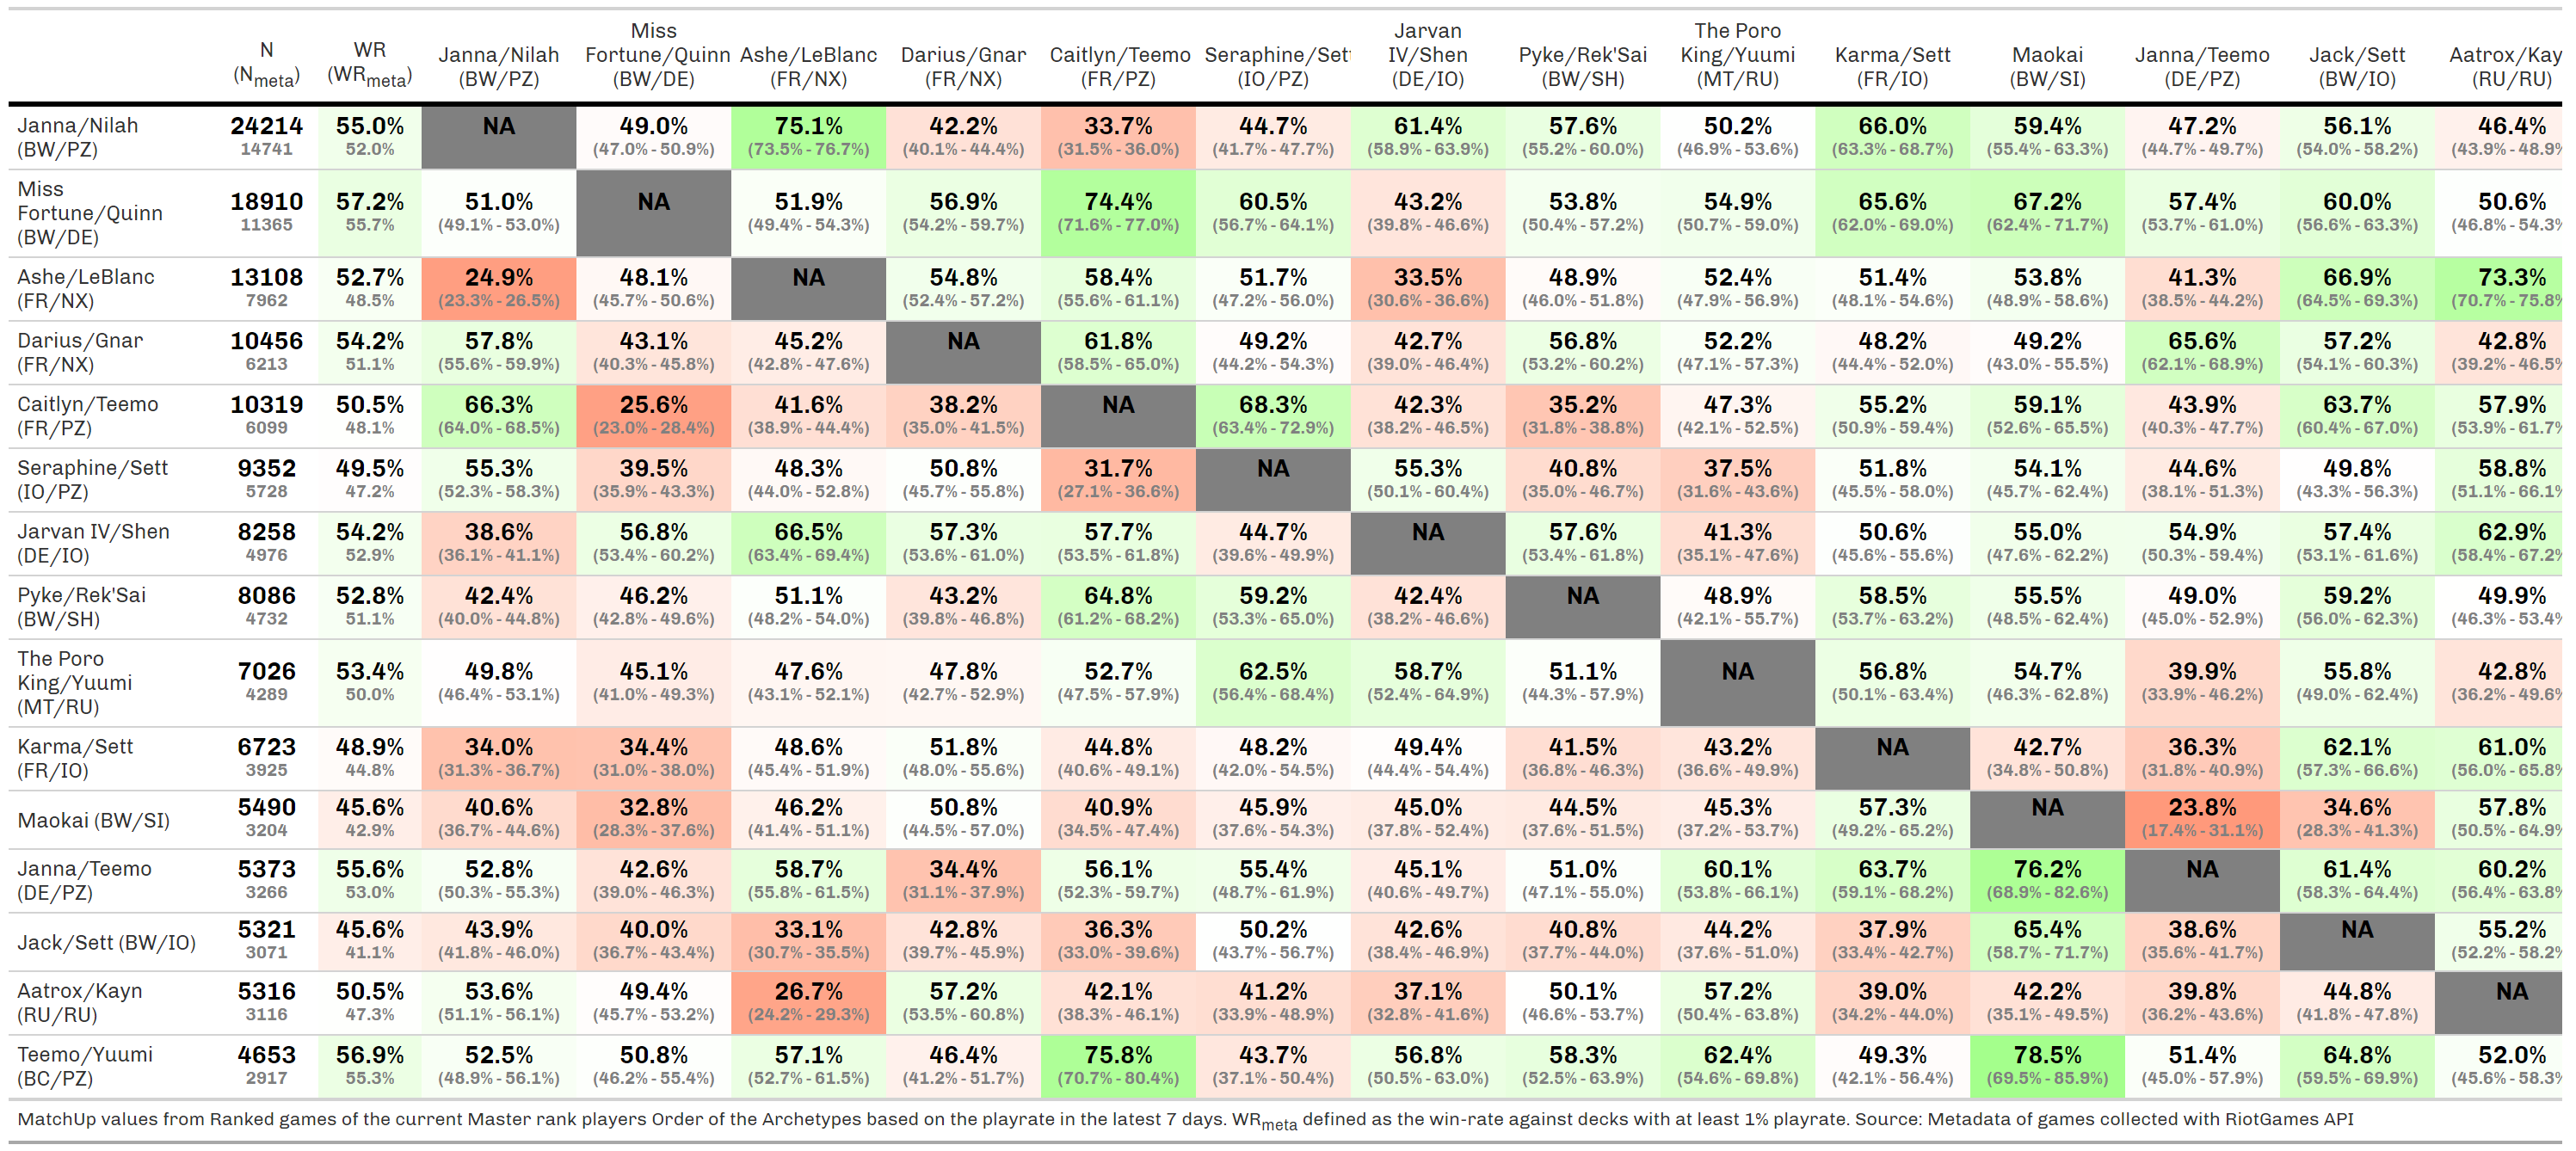 N (Nmeta) WR (WRmeta) Janna/Nilah (BW/PZ) Miss Fortune/Quinn (BW/DE) Ashe/LeBlanc (FR/NX) Darius/Gnar (FR/NX) Caitlyn/Teemo (FR/PZ) Seraphine/Sett (IO/PZ) Jarvan IV/Shen (DE/IO) Pyke/Rek'Sai (BW/SH) The Poro King/Yuumi (MT/RU) Karma/Sett (FR/IO) Maokai (BW/SI) Janna/Teemo (DE/PZ) Jack/Sett (BW/IO) Aatrox/Kay (RU/RU)
Janna/Nilah 24214 55.0% NA 49.0% 75.1% 42.2% 33.7% 44.7% 61.4% 57.6% 50.2% 66.0% 59.4% 47.2% 56.1% 46.4%
(BW/PZ) 14741 52.0% (47.0% - 50.9%) (73.5% - 76.7%) (40.1% - 44.4%) (31.5% - 36.0%) (41.7% - 47.7%) (58.9% - 63.9%) (55.2% - 60.0%) (46.9% - 53.6%) (63.3% - 68.7%) (55.4% - 63.3%) (44.7% - 49.7%) (54.0% - 58.2%) (43.9% - 48.9%
Miss
Fortune/Quinn 18910 57.2% 51.0% NA 51.9% 56.9% 74.4% 60.5% 43.2% 53.8% 54.9% 65.6% 67.2% 57.4% 60.0% 50.6%
(BW/DE) 11365 55.7% (49.1% - 53.0%) (49.4% - 54.3%) (54.2% - 59.7%) (71.6% - 77.0%) (56.7% - 64.1%) (39.8% - 46.6%) (50.4% - 57.2%) (50.7% - 59.0%) (62.0% - 69.0%) (62.4% - 71.7%) (53.7% - 61.0%) (56.6% - 63.3%) (46.8% - 54.3%
Ashe/LeBlanc 13108 52.7% 24.9% 48.1% NA 54.8% 58.4% 51.7% 33.5% 48.9% 52.4% 51.4% 53.8% 41.3% 66.9% 73.3%
(FR/NX) 7962 48.5% (23.3% - 26.5%) (45.7% - 50.6%) (52.4% - 57.2%) (55.6% - 61.1%) (47.2% - 56.0%) (30.6% - 36.6%) (46.0% - 51.8%) (47.9% - 56.9%) (48.1% - 54.6%) (48.9% - 58.6%) (38.5% - 44.2%) (64.5% - 69.3%) (70.7% - 75.8%
Darius/Gnar 10456 54.2% 57.8% 43.1% 45.2% NA 61.8% 49.2% 42.7% 56.8% 52.2% 48.2% 49.2% 65.6% 57.2% 42.8%
(FR/NX) 6213 51.1% (55.6% - 59.9%) (40.3% - 45.8%) (42.8% - 47.6%) (58.5% - 65.0%) (44.2% - 54.3%) (39.0% - 46.4%) (53.2% - 60.2%) (47.1% - 57.3%) (44.4% - 52.0%) (43.0% - 55.5%) (62.1% - 68.9%) (54.1% - 60.3%) (39.2% - 46.5%
Caitlyn/Teemo 10319 50.5% 66.3% 25.6% 41.6% 38.2% NA 68.3% 42.3% 35.2% 47.3% 55.2% 59.1% 43.9% 63.7% 57.9%
(FR/PZ) 6099 48.1% (64.0% - 68.5%) (23.0% - 28.4%) (38.9% - 44.4%) (35.0% - 41.5%) (63.4% - 72.9%) (38.2% - 46.5%) (31.8% - 38.8%) (42.1% - 52.5%) (50.9% - 59.4%) (52.6% - 65.5%) (40.3% - 47.7%) (60.4% - 67.0%) (53.9% - 61.7%
Seraphine/Sett 9352 49.5% 55.3% 39.5% 48.3% 50.8% 31.7% NA 55.3% 40.8% 37.5% 51.8% 54.1% 44.6% 49.8% 58.8%
(IO/PZ) 5728 47.2% (52.3% - 58.3%) (35.9% - 43.3%) (44.0% - 52.8%) (45.7% - 55.8%) (27.1% - 36.6%) (50.1% - 60.4%) (35.0% - 46.7%) (31.6% - 43.6%) (45.5% - 58.0%) (45.7% - 62.4%) (38.1% - 51.3%) (43.3% - 56.3%) (51.1% - 66.1%
Jarvan IV/Shen 8258 54.2% 38.6% 56.8% 66.5% 57.3% 57.7% 44.7% NA 57.6% 41.3% 50.6% 55.0% 54.9% 57.4% 62.9%
(DE/IO) 4976 52.9% (36.1% - 41.1%) (53.4% - 60.2%) (63.4% - 69.4%) (53.6% - 61.0%) (53.5% - 61.8%) (39.6% - 49.9%) (53.4% - 61.8%) (35.1% - 47.6%) (45.6% - 55.6%) (47.6% - 62.2%) (50.3% - 59.4%) (53.1% - 61.6%) (58.4% - 67.2%
Pyke/Rek'Sai 8086 52.8% 42.4% 46.2% 51.1% 43.2% 64.8% 59.2% 42.4% NA 48.9% 58.5% 55.5% 49.0% 59.2% 49.9%
(BW/SH) 4732 51.1% (40.0% - 44.8%) (42.8% - 49.6%) (48.2% - 54.0%) (39.8% - 46.8%) (61.2% - 68.2%) (53.3% - 65.0%) (38.2% - 46.6%) (42.1% - 55.7%) (53.7% - 63.2%) (48.5% - 62.4%) (45.0% - 52.9%) (56.0% - 62.3%) (46.3% - 53.4%
The Poro
King/Yuumi 7026 53.4% 49.8% 45.1% 47.6% 47.8% 52.7% 62.5% 58.7% 51.1% NA 56.8% 54.7% 39.9% 55.8% 42.8%
(MT/RU) 4289 50.0% (46.4% - 53.1%) (41.0% - 49.3%) (43.1% - 52.1%) (42.7% - 52.9%) (47.5% - 57.9%) (56.4% - 68.4%) (52.4% - 64.9%) (44.3% - 57.9%) (50.1% - 63.4%) (46.3% - 62.8%) (33.9% - 46.2%) (49.0% - 62.4%) (36.2% - 49.6%
Karma/Sett 6723 48.9% 34.0% 34.4% 48.6% 51.8% 44.8% 48.2% 49.4% 41.5% 43.2% NA 42.7% 36.3% 62.1% 61.0%
(FR/IO) 3925 44.8% (31.3% - 36.7%) (31.0% - 38.0%) (45.4% - 51.9%) (48.0% - 55.6%) (40.6% - 49.1%) (42.0% - 54.5%) (44.4% - 54.4%) (36.8% - 46.3%) (36.6% - 49.9%) (34.8% - 50.8%) (31.8% - 40.9%) (57.3% - 66.6%) (56.0% - 65.8%
Maokai (BW/SI) 5490 45.6% 40.6% 32.8% 46.2% 50.8% 40.9% 45.9% 45.0% 44.5% 45.3% 57.3% NA 23.8% 34.6% 57.8%
3204 42.9% (36.7% - 44.6%) (28.3% - 37.6%) (41.4% - 51.1%) (44.5% - 57.0%) (34.5% - 47.4%) (37.6% - 54.3%) (37.8% - 52.4%) (37.6% - 51.5%) (37.2% - 53.7%) (49.2% - 65.2%) (17.4% - 31.1%) (28.3% - 41.3%) (50.5% - 64.9%
Janna/Teemo 5373 55.6% 52.8% 42.6% 58.7% 34.4% 56.1% 55.4% 45.1% 51.0% 60.1% 63.7% 76.2% NA 61.4% 60.2%
(DE/PZ) 3266 53.0% (50.3% - 55.3%) (39.0% - 46.3%) (55.8% - 61.5%) (31.1% - 37.9%) (52.3% - 59.7%) (48.7% - 61.9%) (40.6% - 49.7%) (47.1% - 55.0%) (53.8% - 66.1%) (59.1% - 68.2%) (68.9% - 82.6%) (58.3% - 64.4%) (56.4% - 63.8%
Jack/Sett (BW/IO) 5321 45.6% 43.9% 40.0% 33.1% 42.8% 36.3% 50.2% 42.6% 40.8% 44.2% 37.9% 65.4% 38.6% NA 55.2%
3071 41.1% (41.8% - 46.0%) (36.7% - 43.4%) (30.7% - 35.5%) (39.7% - 45.9%) (33.0% - 39.6%) (43.7% - 56.7%) (38.4% - 46.9%) (37.7% - 44.0%) (37.6% - 51.0%) (33.4% - 42.7%) (58.7% - 71.7%) (35.6% - 41.7%) (52.2% - 58.2%
Aatrox/Kayn 5316 50.5% 53.6% 49.4% 26.7% 57.2% 42.1% 41.2% 37.1% 50.1% 57.2% 39.0% 42.2% 39.8% 44.8% NA
(RU/RU) 3116 47.3% (51.1% - 56.1%) (45.7% - 53.2%) (24.2% - 29.3%) (53.5% - 60.8%) (38.3% - 46.1%) (33.9% - 48.9%) (32.8% - 41.6%) (46.6% - 53.7%) (50.4% - 63.8%) (34.2% - 44.0%) (35.1% - 49.5%) (36.2% - 43.6%) (41.8% - 47.8%)
Teemo/Yuumi 4653 56.9% 52.5% 50.8% 57.1% 46.4% 75.8% 43.7% 56.8% 58.3% 62.4% 49.3% 78.5% 51.4% 64.8% 52.0%
(BC/PZ) 2917 55.3% (48.9% - 56.1%) (46.2% - 55.4%) (52.7% - 61.5%) (41.2% - 51.7%) (70.7% - 80.4%) (37.1% - 50.4%) (50.5% - 63.0%) (52.5% - 63.9%) (54.6% - 69.8%) (42.1% - 56.4%) (69.5% - 85.9%) (45.0% - 57.9%) (59.5% - 69.9%) (45.6% - 58.3%
MatchUp values from Ranked games of the current Master rank players Order of the Archetypes based on the playrate in the latest 7 days. WRmeta defined as the win-rate against decks with at least 1% playrate. Source: Metadata of games collected with RiotGames API